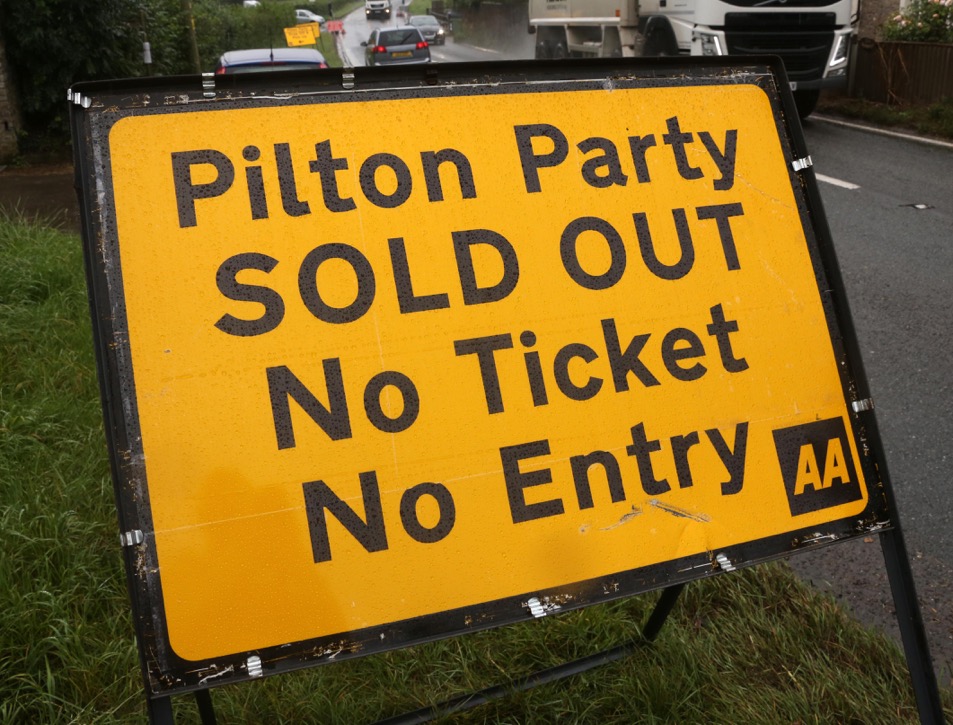 Pilton Party
SOLD OUT
No Ticket
No Entry
AA